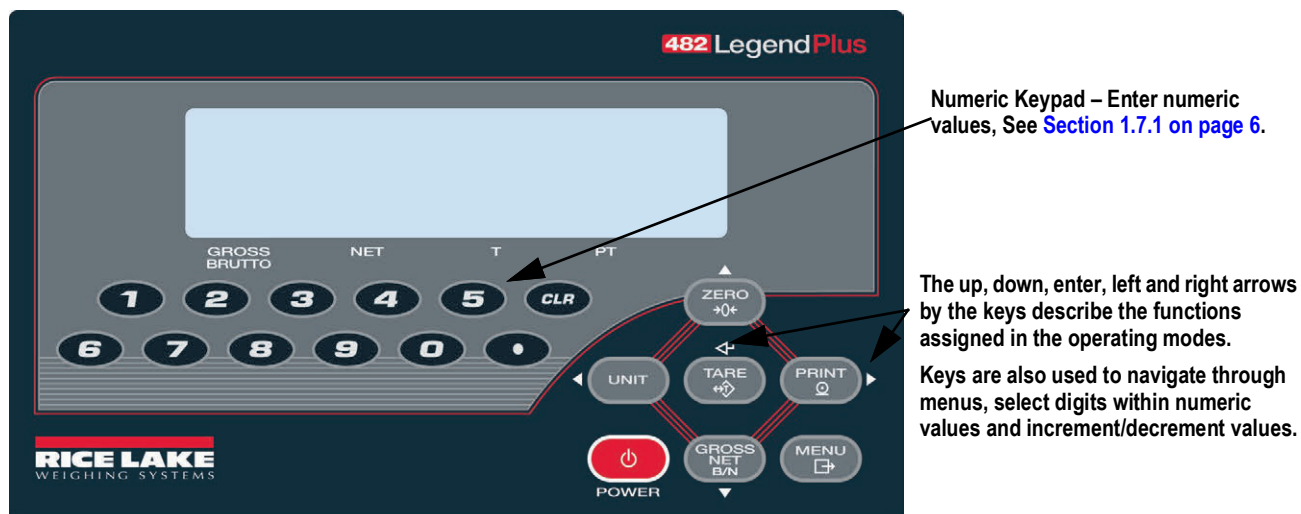 482 LegendPlus
Numeric Keypad – Enter numeric
values, See Section 1.7.1 on page 6.
GROSS NET T PT
BRUTTO
1 2 3 4 5 CLR
6 7 8 9 0 •
The up, down, enter, left and right arrows
by the keys describe the functions
assigned in the operating modes.
Keys are also used to navigate through
menus, select digits within numeric
values and increment/decrement values.
ZERO
→0←
UNIT
TARE
↔T
PRINT
GROSS
NET
B/N
MENU
POWER
RICE LAKE
WEIGHING SYSTEMS